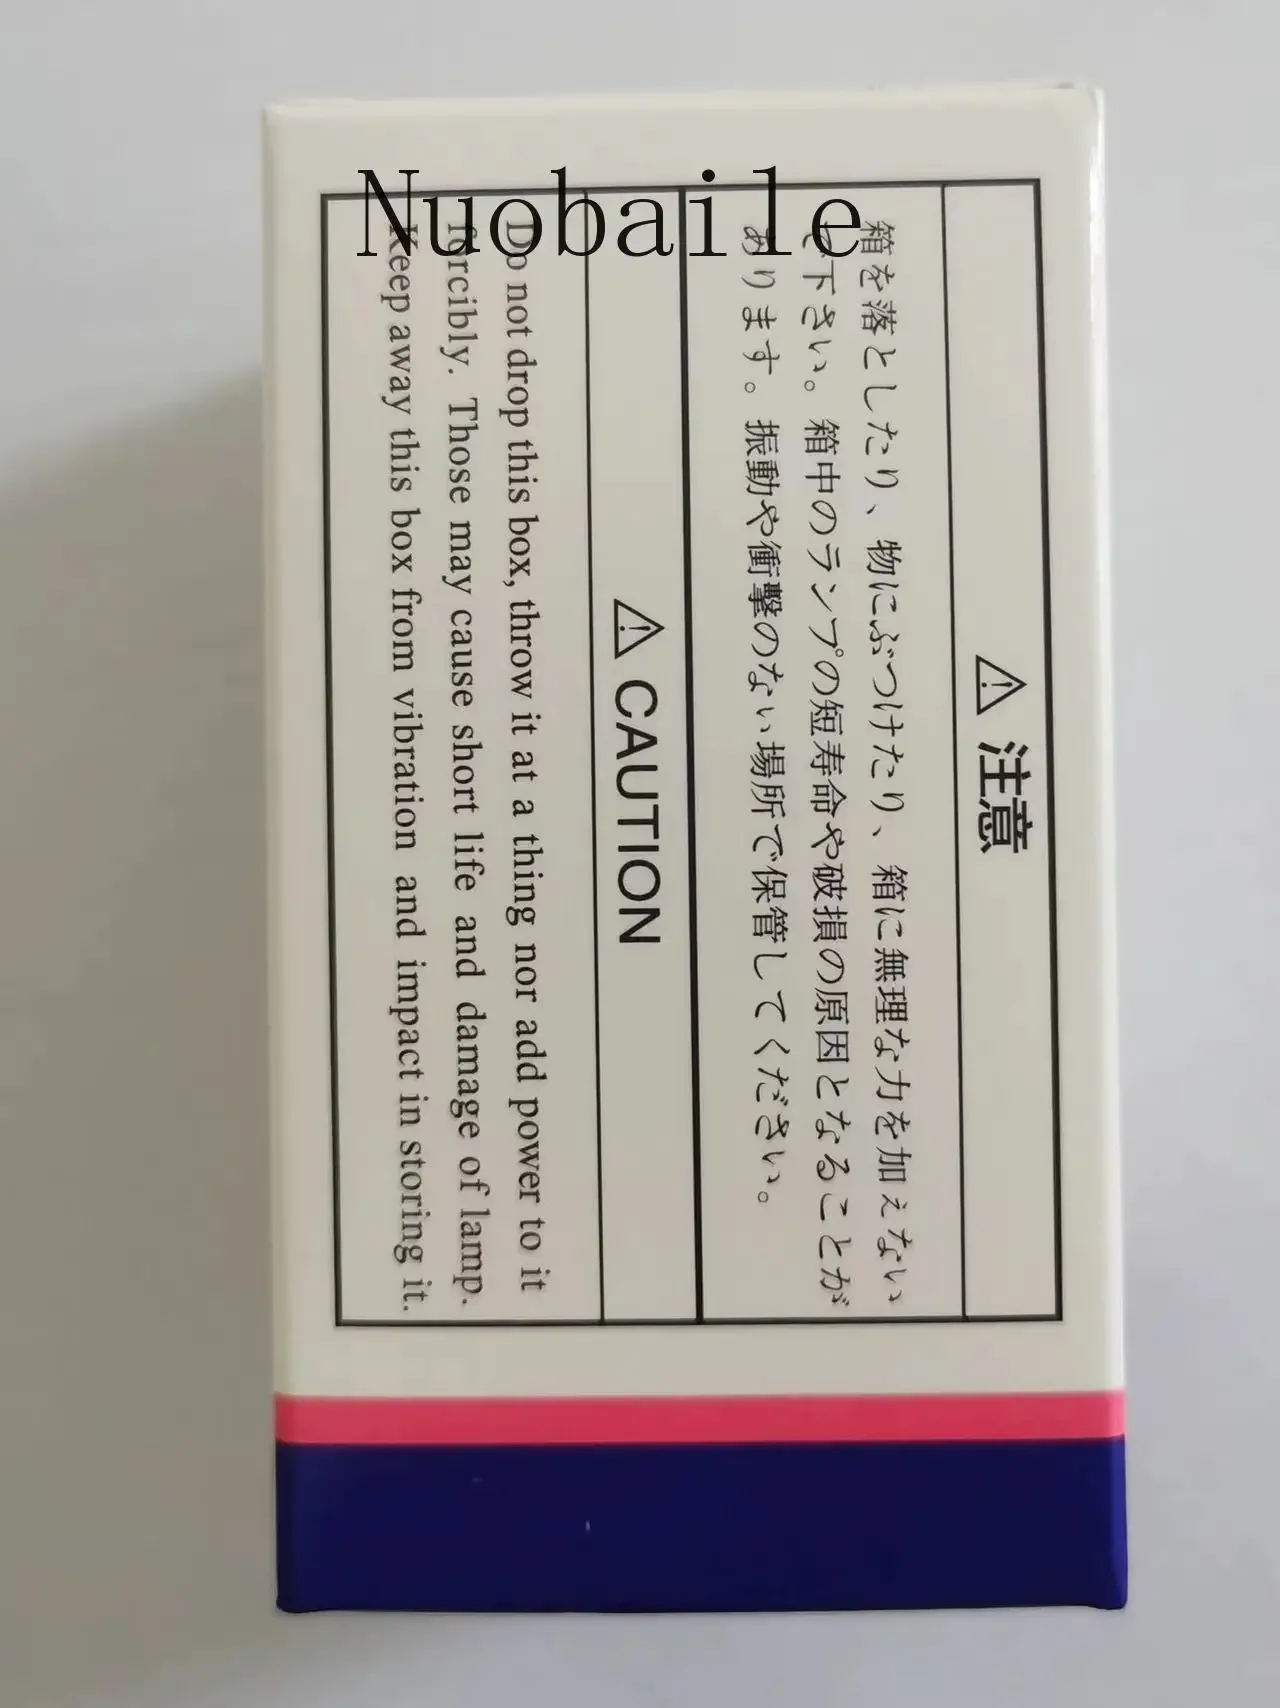 Nuobaile
⚠ 注意
箱を落としたり、物にぶつけたり、箱に無理な力を加えない
で下さい。箱中のランプの短寿命や破損の原因となることが
あります。振動や衝撃のない場所で保管してください。
⚠ CAUTION
Do not drop this box, throw it at a thing nor add power to it
forcibly. Those may cause short life and damage of lamp.
Keep away this box from vibration and impact in storing it.